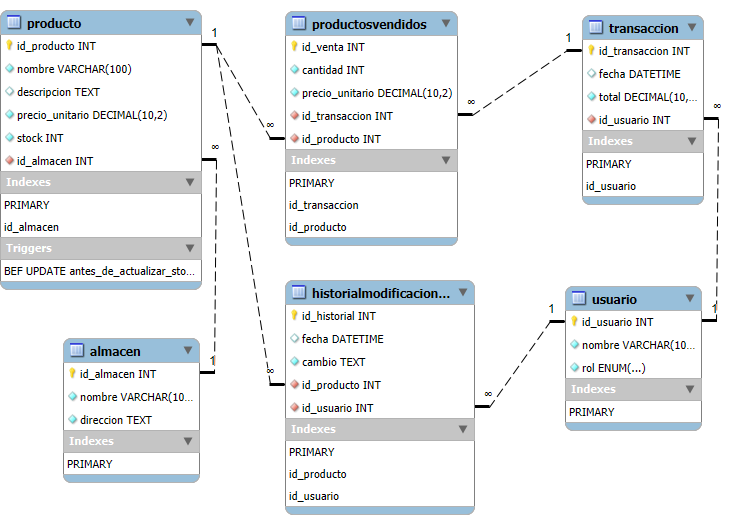 producto
id_producto INT
nombre VARCHAR(100)
descripcion TEXT
precio_unitario DECIMAL(10,2)
stock INT
id_almacen INT
Indexes
PRIMARY
id_almacen
Triggers
BEF UPDATE antes_de_actualizar_sto...
productosvendidos
id_venta INT
cantidad INT
precio_unitario DECIMAL(10,2)
id_transaccion INT
id_producto INT
Indexes
PRIMARY
id_transaccion
id_producto
transaccion
id_transaccion INT
fecha DATETIME
total DECIMAL(10,...
id_usuario INT
Indexes
PRIMARY
id_usuario
almacen
id_almacen INT
nombre VARCHAR(10...
direccion TEXT
Indexes
PRIMARY
historialmodificacion...
id_historial INT
fecha DATETIME
cambio TEXT
id_producto INT
id_usuario INT
Indexes
PRIMARY
id_producto
id_usuario
usuario
id_usuario INT
nombre VARCHAR(10...
rol ENUM(...)
Indexes
PRIMARY
1
∞
∞
1
∞
1
∞
∞
1
1
∞
1